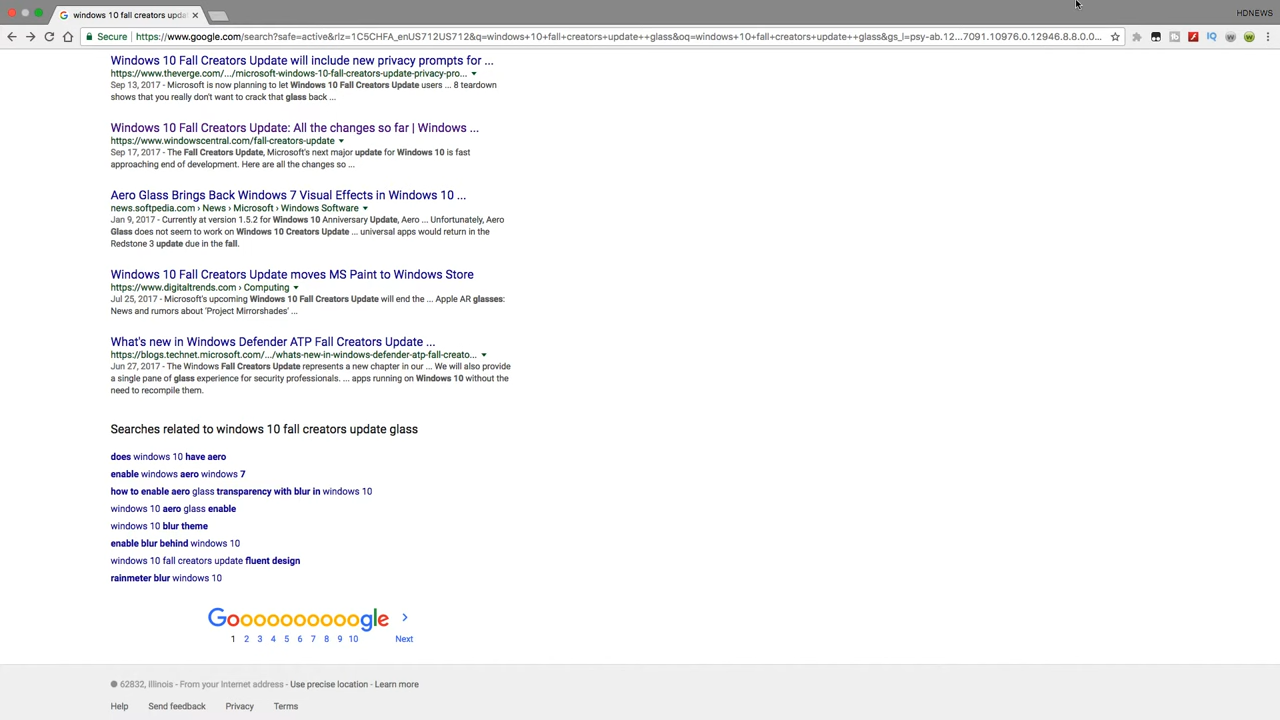 windows 10 fall creators upda
HDNEWS
Secure https://www.google.com/search?safe=active&rlz=1C5CHFA_enUS712US712&q=windows+10+fall+creators+update++glass&oq=windows+10+fall+creators+update++glass&gs_l=psy-ab.12...7091.10976.0.12946.8.8.0.0...
Windows 10 Fall Creators Update will include new privacy prompts for ...
https://www.theverge.com/.../microsoft-windows-10-fall-creators-update-privacy-pro...
Sep 13, 2017 - Microsoft is now planning to let Windows 10 Fall Creators Update users ... 8 teardown
shows that you really don't want to crack that glass back ...
Windows 10 Fall Creators Update: All the changes so far | Windows ...
https://www.windowscentral.com/fall-creators-update
Sep 17, 2017 - The Fall Creators Update, Microsoft's next major update for Windows 10 is fast
approaching end of development. Here are all the changes so ...
Aero Glass Brings Back Windows 7 Visual Effects in Windows 10 ...
news.softpedia.com › News › Microsoft › Windows Software
Jan 9, 2017 - Currently at version 1.5.2 for Windows 10 Anniversary Update, Aero ... Unfortunately, Aero
Glass does not seem to work on Windows 10 Creators Update ... universal apps would return in the
Redstone 3 update due in the fall.
Windows 10 Fall Creators Update moves MS Paint to Windows Store
https://www.digitaltrends.com › Computing
Jul 25, 2017 - Microsoft's upcoming Windows 10 Fall Creators Update will end the ... Apple AR glasses:
News and rumors about 'Project Mirrorshades' ...
What's new in Windows Defender ATP Fall Creators Update ...
https://blogs.technet.microsoft.com/.../whats-new-in-windows-defender-atp-fall-creato...
Jun 27, 2017 - The Windows Fall Creators Update represents a new chapter in our ... We will also provide
a single pane of glass experience for security professionals. ... apps running on Windows 10 without the
need to recompile them.
Searches related to windows 10 fall creators update glass
does windows 10 have aero
enable windows aero windows 7
how to enable aero glass transparency with blur in windows 10
windows 10 aero glass enable
windows 10 blur theme
enable blur behind windows 10
windows 10 fall creators update fluent design
rainmeter blur windows 10
Goooooooooogle
1 2 3 4 5 6 7 8 9 10 Next
62832, Illinois - From your Internet address - Use precise location - Learn more
Help Send feedback Privacy Terms